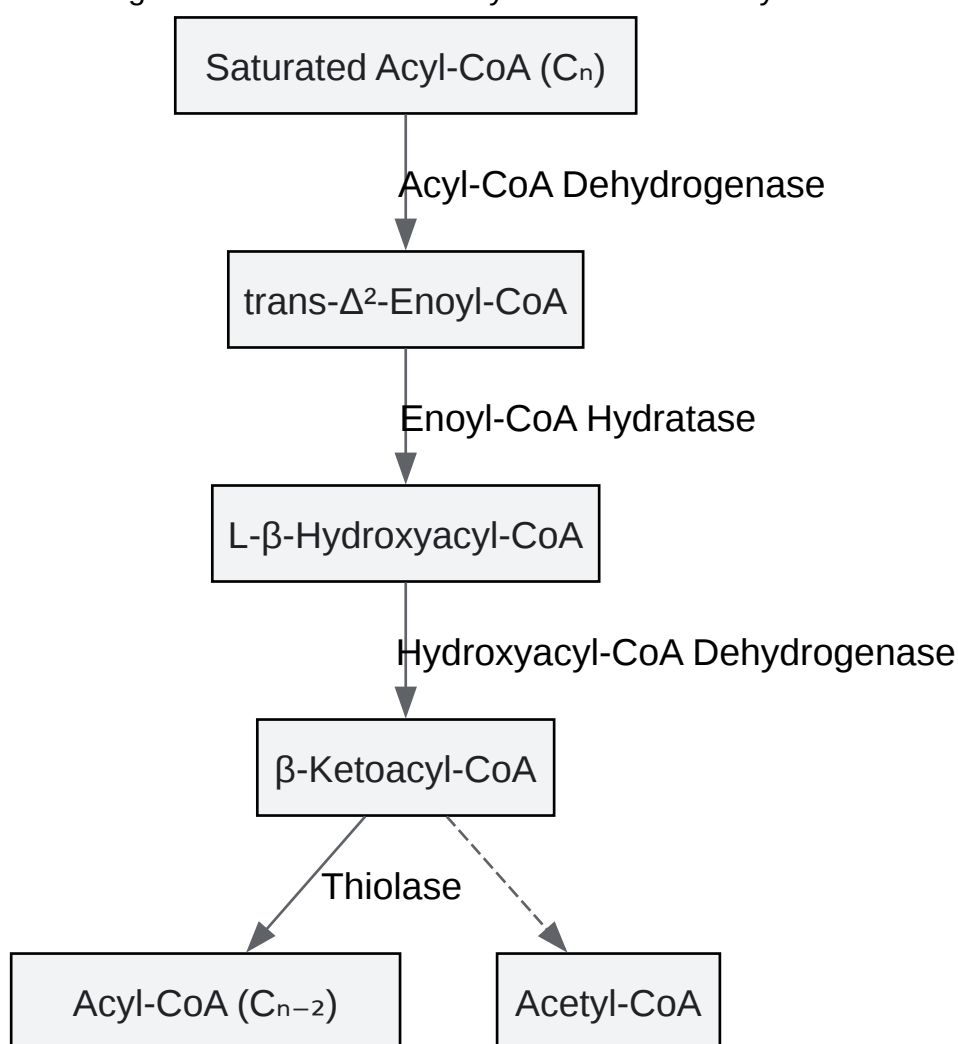 Saturated Acyl-CoA (Cₙ)
Acyl-CoA Dehydrogenase
trans-Δ²-Enoyl-CoA
Enoyl-CoA Hydratase
L-β-Hydroxyacyl-CoA
Hydroxyacyl-CoA Dehydrogenase
β-Ketoacyl-CoA
Thiolase
Acyl-CoA (Cₙ₋₂)
Acetyl-CoA